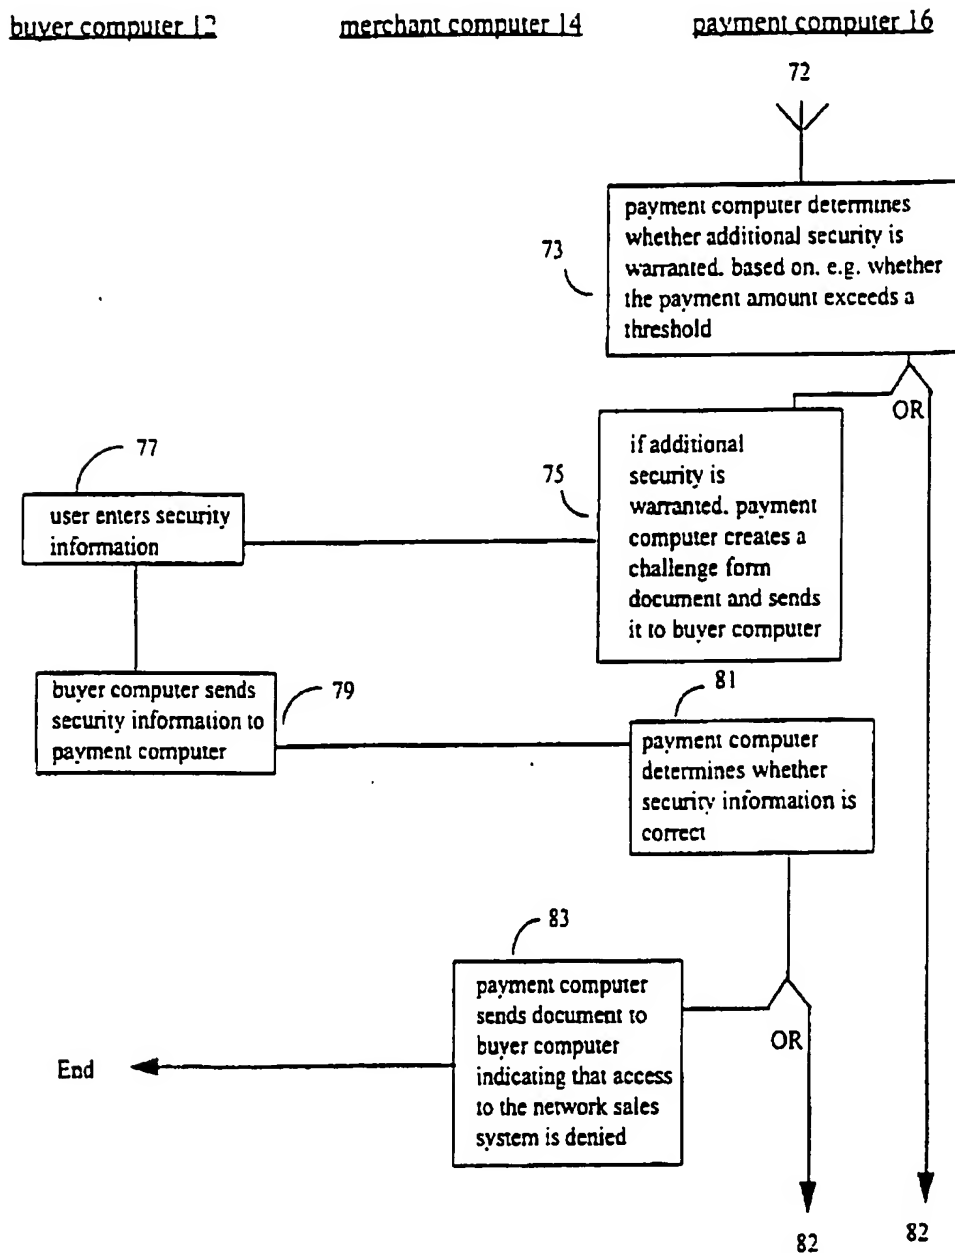 buyer computer 12
merchant computer 14
payment computer 16
72
payment computer determines
whether additional security is
warranted, based on, e.g. whether
the payment amount exceeds a
threshold
73
OR
if additional
security is
warranted, payment
computer creates a
challenge form
document and sends
it to buyer computer
75
77
user enters security
information
buyer computer sends
security information to
payment computer
79
81
payment computer
determines whether
security information is
correct
83
payment computer
sends document to
buyer computer
indicating that access
to the network sales
system is denied
OR
End
82
82